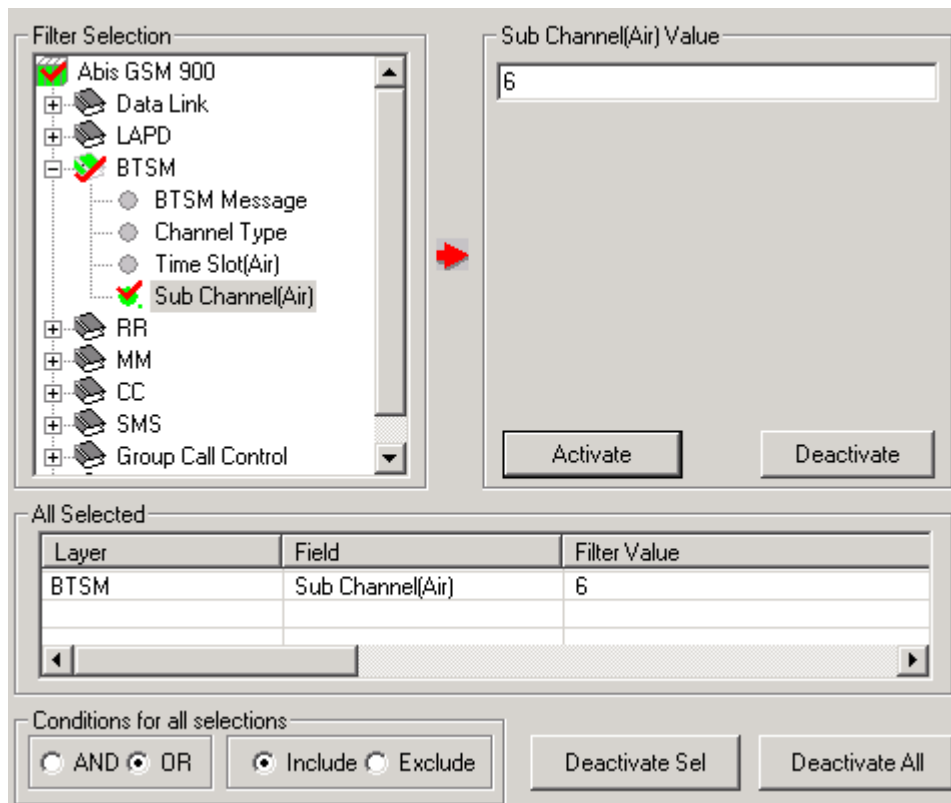 Filter Selection
Abis GSM 900
Data Link
LAPD
BTSM
BTSM Message
Channel Type
Time Slot(Air)
Sub Channel(Air)
RR
MM
CC
SMS
Group Call Control
Sub Channel(Air) Value
6
Activate Deactivate
All Selected
Layer Field Filter Value
BTSM Sub Channel(Air) 6
Conditions for all selections
AND OR Include Exclude
Deactivate Sel Deactivate All